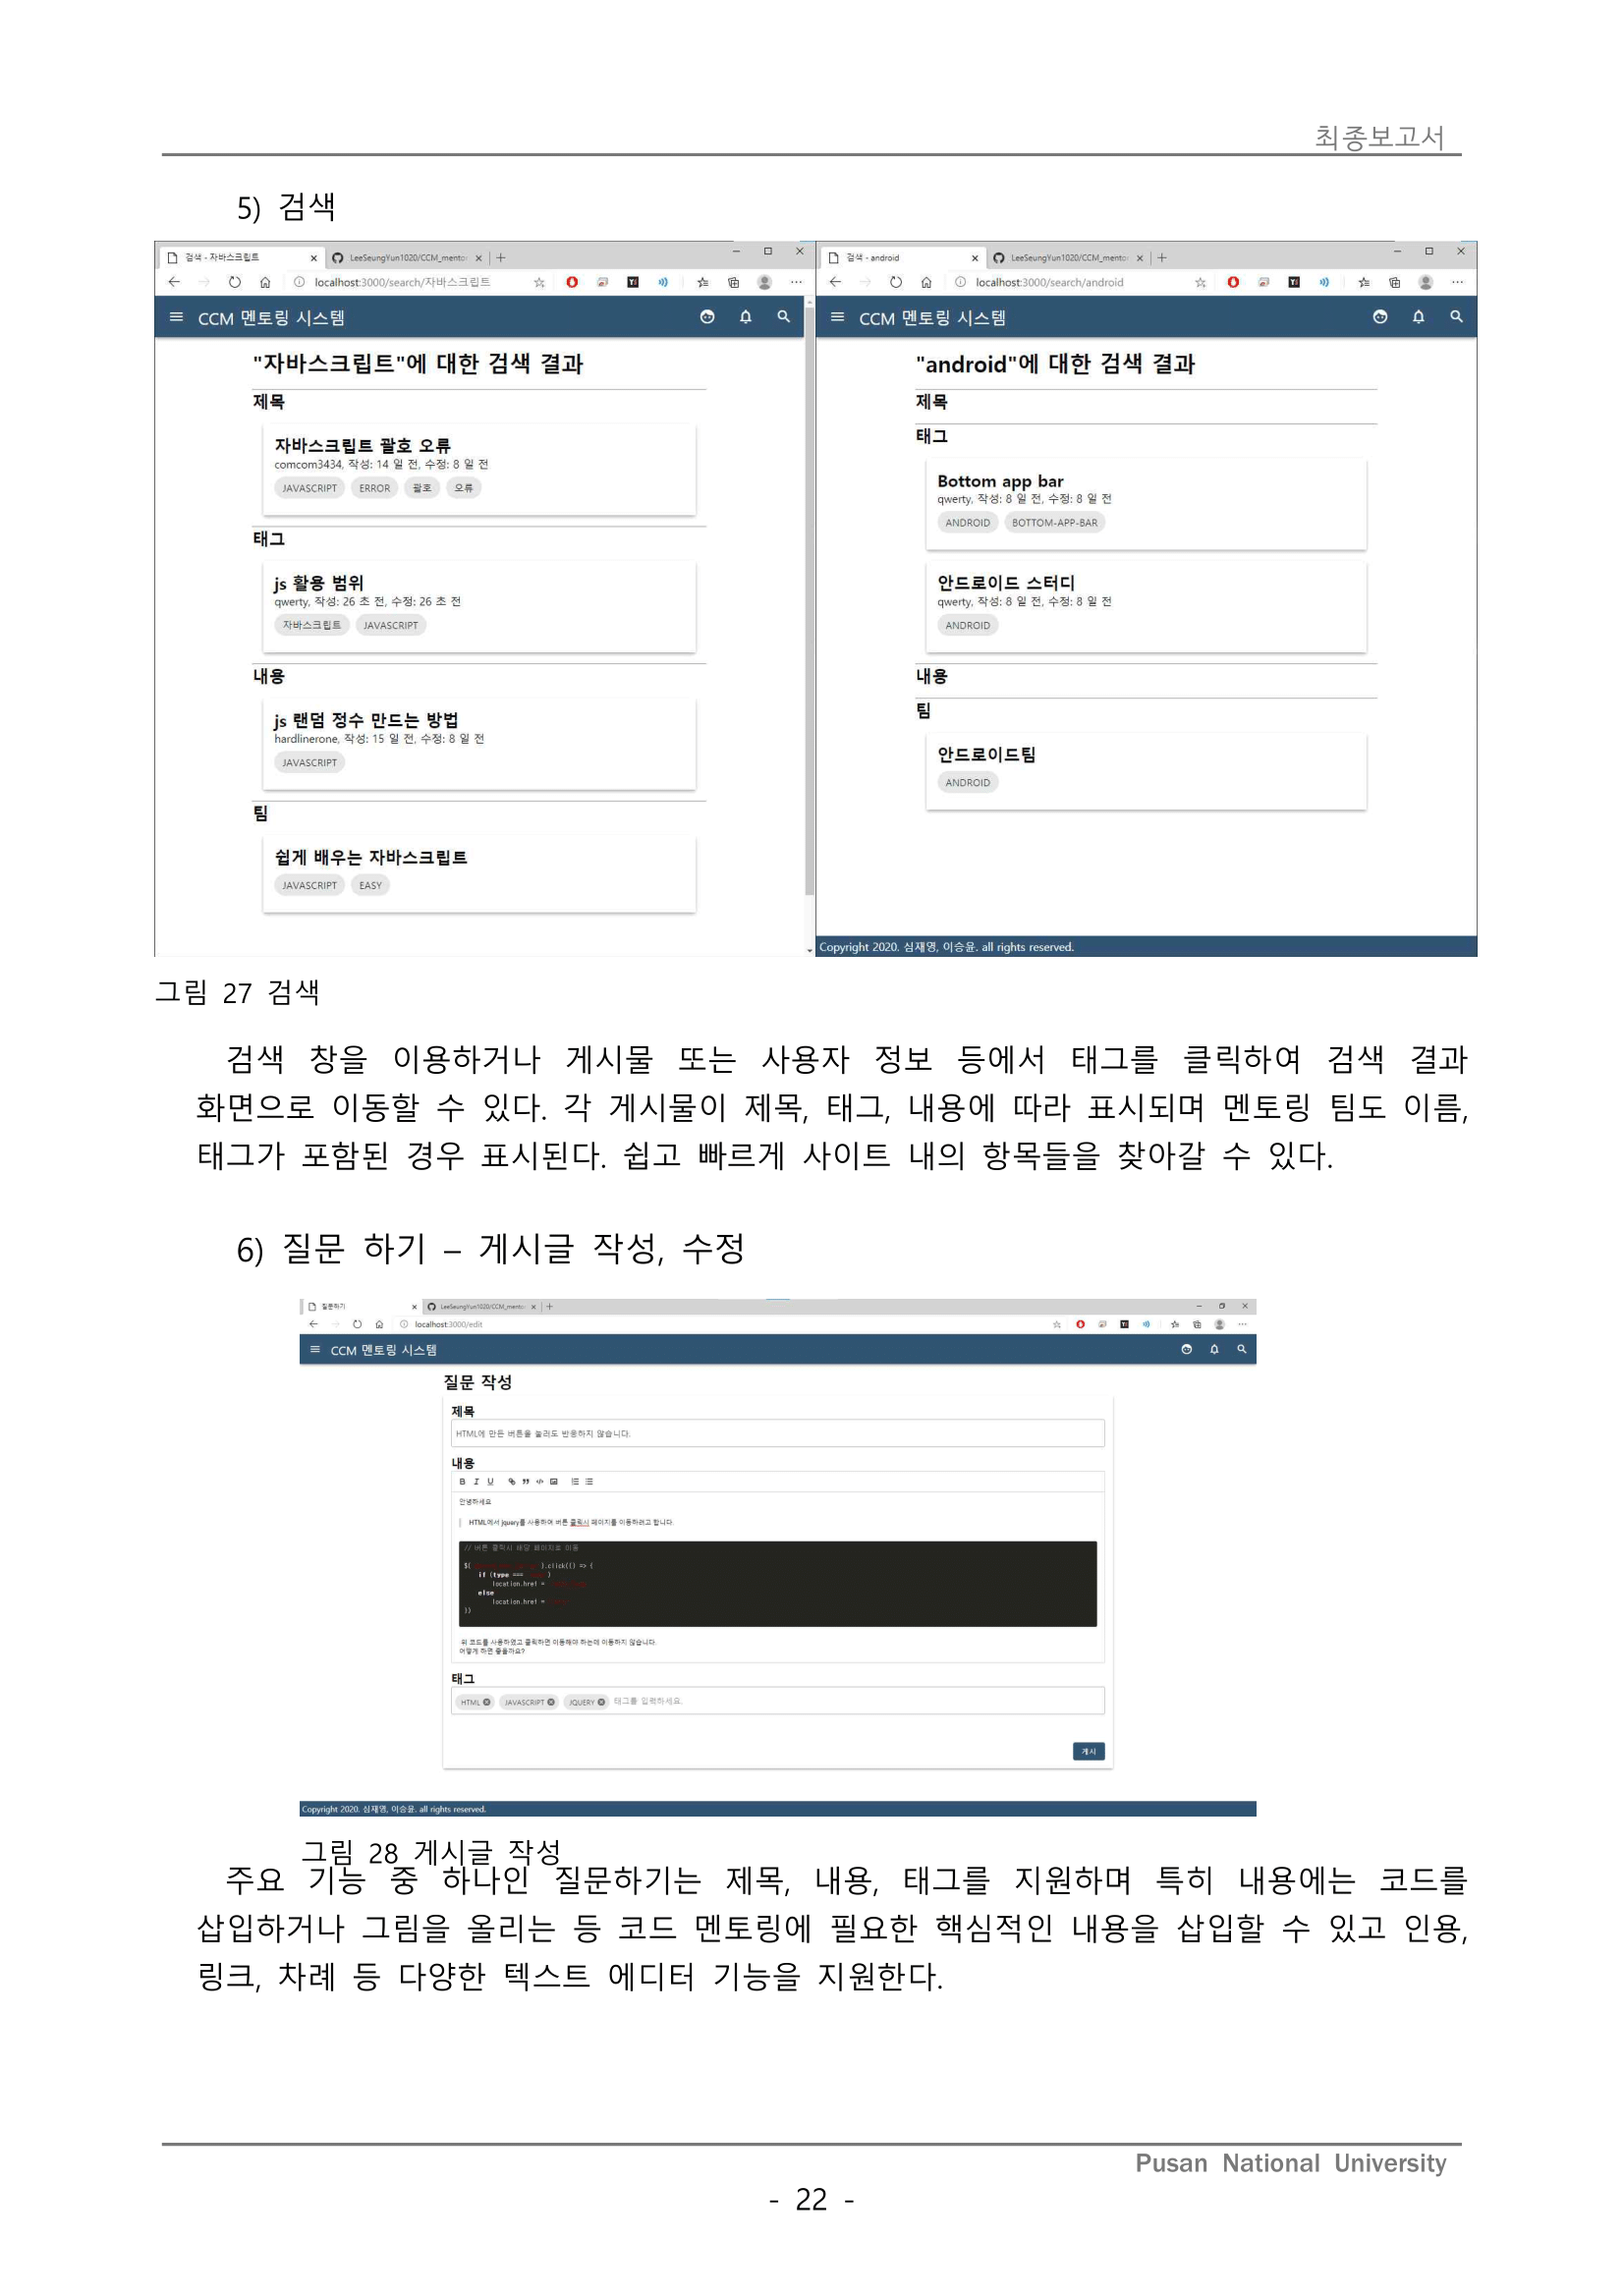 최종보고서
5) 검색
검색 - 자바스크립트
LeeSeungYun1020/CCM_mento
localhost:3000/search/자바스크립트
CCM 멘토링 시스템
"자바스크립트"에 대한 검색 결과
제목
자바스크립트 괄호 오류
comcom3434, 작성: 14 일 전, 수정: 8 일 전
JAVASCRIPT ERROR 괄호 오류
태그
js 활용 범위
qwerty, 작성: 26 초 전, 수정: 26 초 전
자바스크립트 JAVASCRIPT
내용
js 랜덤 정수 만드는 방법
hardlinerone, 작성: 15 일 전, 수정: 8 일 전
JAVASCRIPT
팀
쉽게 배우는 자바스크립트
JAVASCRIPT EASY
검색 - android
LeeSeungYun1020/CCM_mento
localhost:3000/search/android
CCM 멘토링 시스템
"android"에 대한 검색 결과
제목
태그
Bottom app bar
qwerty, 작성: 8 일 전, 수정: 8 일 전
ANDROID BOTTOM-APP-BAR
안드로이드 스터디
qwerty, 작성: 8 일 전, 수정: 8 일 전
ANDROID
내용
팀
안드로이드팀
ANDROID
Copyright 2020. 심재영, 이승윤. all rights reserved.
그림 27 검색
검색 창을 이용하거나 게시물 또는 사용자 정보 등에서 태그를 클릭하여 검색 결과
화면으로 이동할 수 있다. 각 게시물이 제목, 태그, 내용에 따라 표시되며 멘토링 팀도 이름,
태그가 포함된 경우 표시된다. 쉽고 빠르게 사이트 내의 항목들을 찾아갈 수 있다.
6) 질문 하기 – 게시글 작성, 수정
질문하기
LeeSeungYun1020/CCM_mento
localhost:3000/edit
CCM 멘토링 시스템
질문 작성
제목
HTML에 만든 버튼을 눌러도 반응하지 않습니다.
내용
B I U
안녕하세요
HTML에서 jquery를 사용하여 버튼 클릭시 페이지를 이동하려고 합니다.
// 버튼 클릭시 해당 페이지로 이동
$( ).click(() => {
if (type === )
location.href =
else
location.href =
})
위 코드를 사용하였고 클릭하면 이동해야 하는데 이동하지 않습니다.
어떻게 하면 좋을까요?
태그
HTML JAVASCRIPT JQUERY 태그를 입력하세요.
게시
Copyright 2020. 심재영, 이승윤. all rights reserved.
그림 28 게시글 작성
주요 기능 중 하나인 질문하기는 제목, 내용, 태그를 지원하며 특히 내용에는 코드를
삽입하거나 그림을 올리는 등 코드 멘토링에 필요한 핵심적인 내용을 삽입할 수 있고 인용,
링크, 차례 등 다양한 텍스트 에디터 기능을 지원한다.
Pusan National University
- 22 -